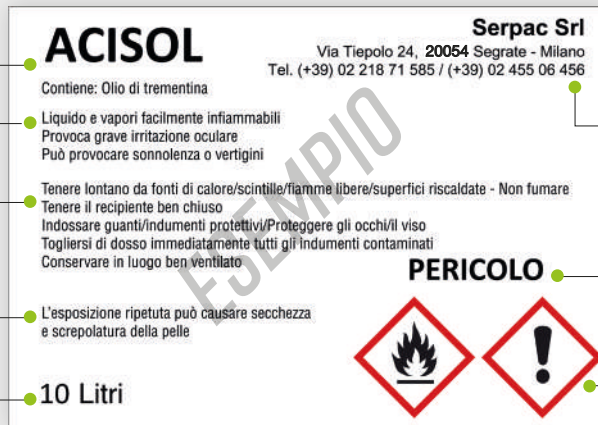 ACISOL
Serpac Srl
Via Tiepolo 24, 20054 Segrate - Milano
Tel. (+39) 02 218 71 585 / (+39) 02 455 06 456
Contiene: Olio di trementina
Liquido e vapori facilmente infiammabili
Provoca grave irritazione oculare
Può provocare sonnolenza o vertigini
Tenere lontano da fonti di calore/scintille/fiamme libere/superfici riscaldate - Non fumare
Tenere il recipiente ben chiuso
Indossare guanti/indumenti protettivi/Proteggere gli occhi/il viso
Togliersi di dosso immediatamente tutti gli indumenti contaminati
Conservare in luogo ben ventilato
ESEMPIO
PERICOLO
L'esposizione ripetuta può causare secchezza
e screpolatura della pelle
10 Litri